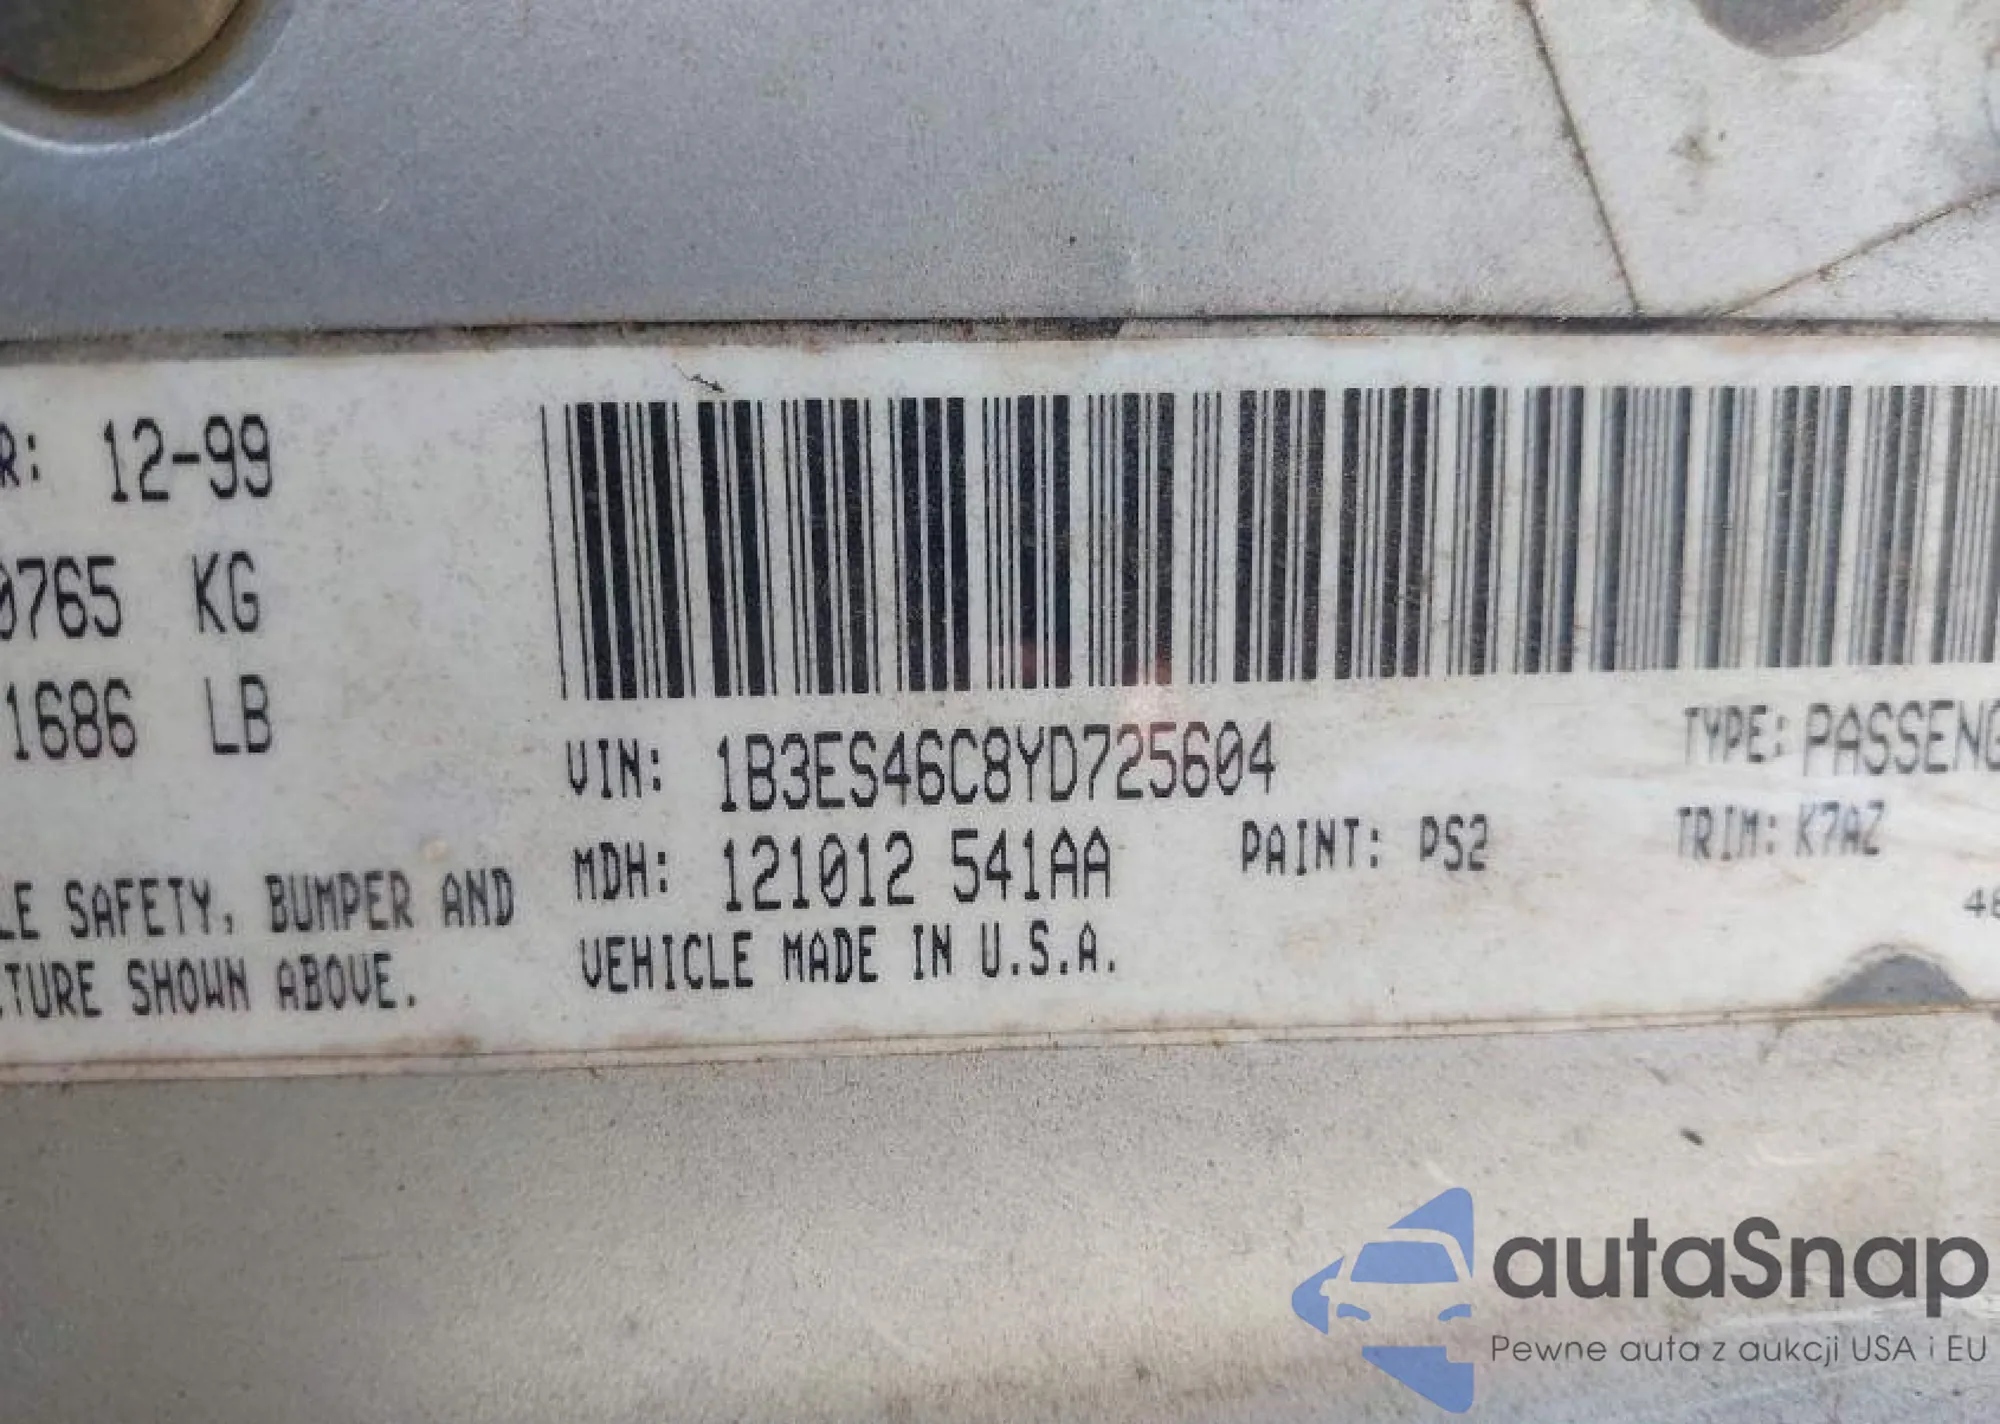 R: 12-99
0765 KG
1686 LB
LE SAFETY, BUMPER AND
TURE SHOWN ABOVE.
VIN: 1B3ES46C8YD725604
TYPE: PASSENG
MDH: 121012 541AA
PAINT: PS2
TRIM: K7AZ
VEHICLE MADE IN U.S.A.
autaSnap
Pewne auta z aukcji USA i EU